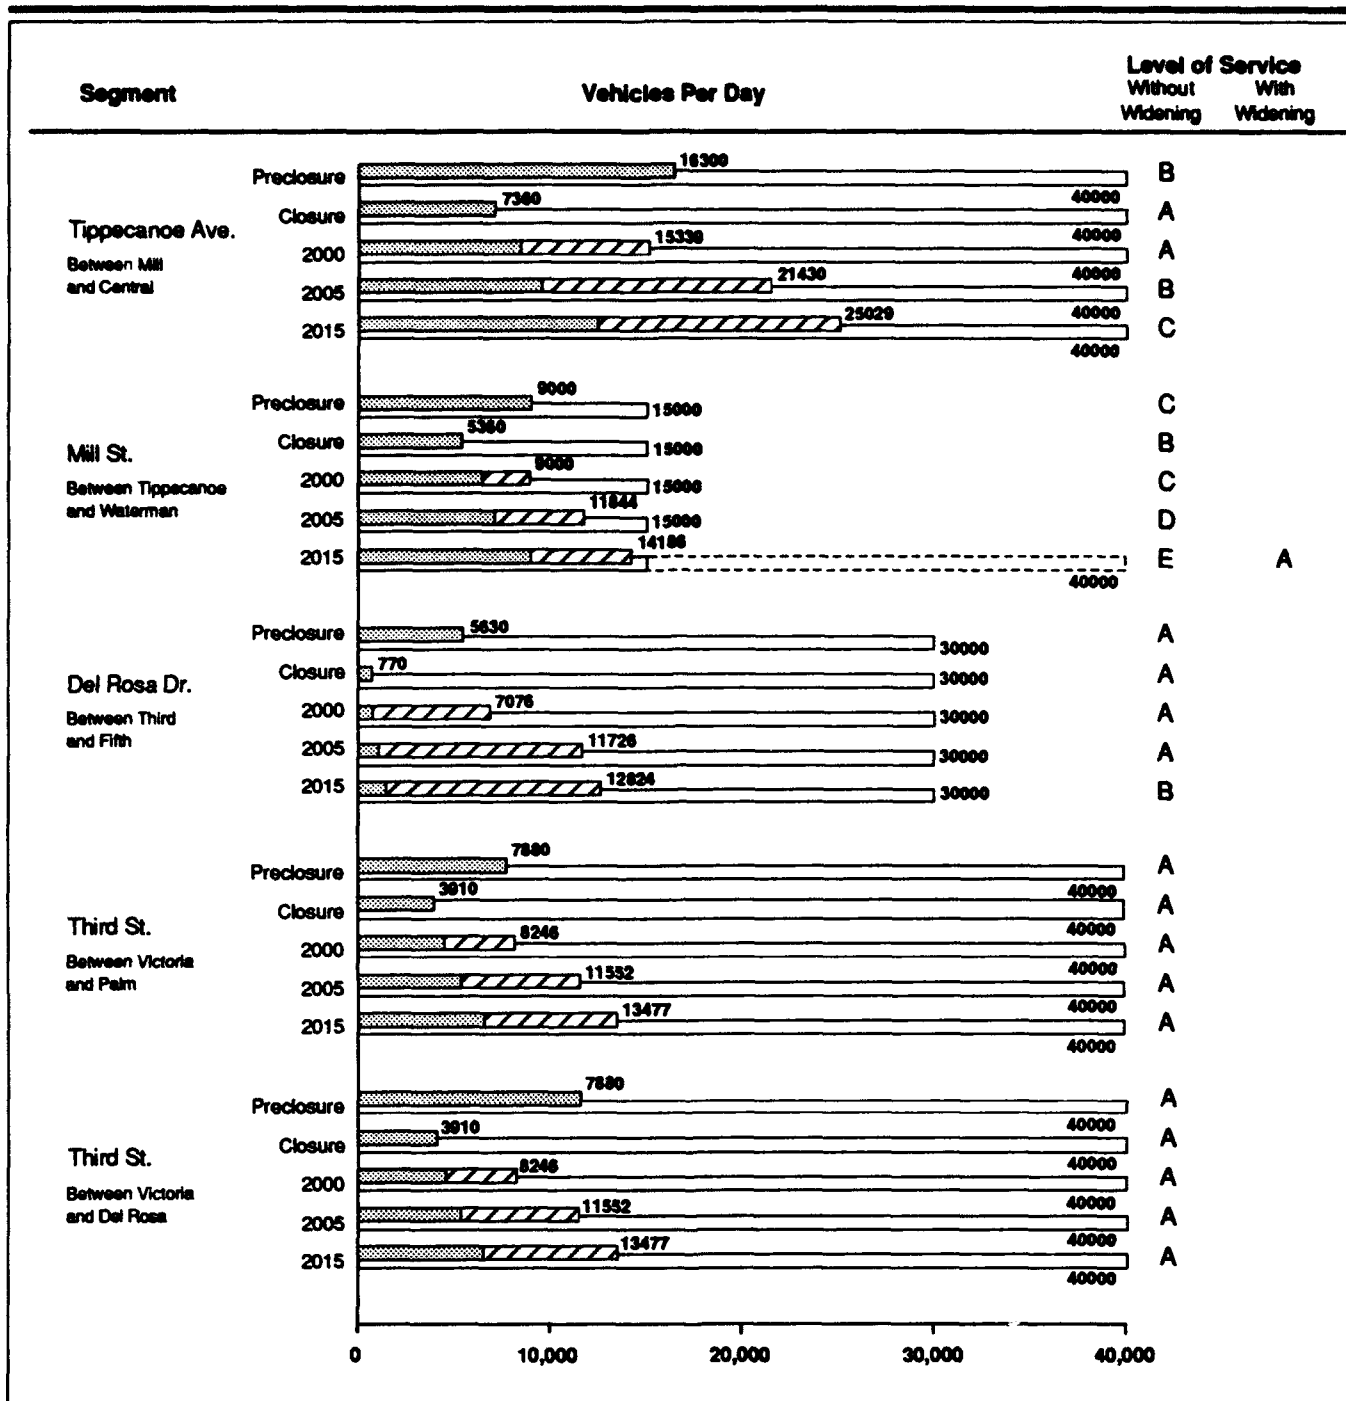 Segment Vehicles Per Day Level of Service
Without Widening With Widening
Tippecanoe Ave.
Between Mill
and Central
Preclosure 16300 40000 B
Closure 7360 40000 A
2000 15339 40000 A
2005 21430 40000 B
2015 25029 40000 C
Mill St.
Between Tippecanoe
and Waterman
Preclosure 9000 15000 C
Closure 5360 15000 B
2000 9000 15000 C
2005 11844 15000 D
2015 14186 40000 E A
Del Rosa Dr.
Between Third
and Fifth
Preclosure 5630 30000 A
Closure 770 30000 A
2000 7076 30000 A
2005 11726 30000 A
2015 12824 30000 B
Third St.
Between Victoria
and Palm
Preclosure 7880 40000 A
Closure 3910 40000 A
2000 8246 40000 A
2005 11552 40000 A
2015 13477 40000 A
Third St.
Between Victoria
and Del Rosa
Preclosure 7880 40000 A
Closure 3910 40000 A
2000 8246 40000 A
2005 11552 40000 A
2015 13477 40000 A
0 10,000 20,000 30,000 40,000